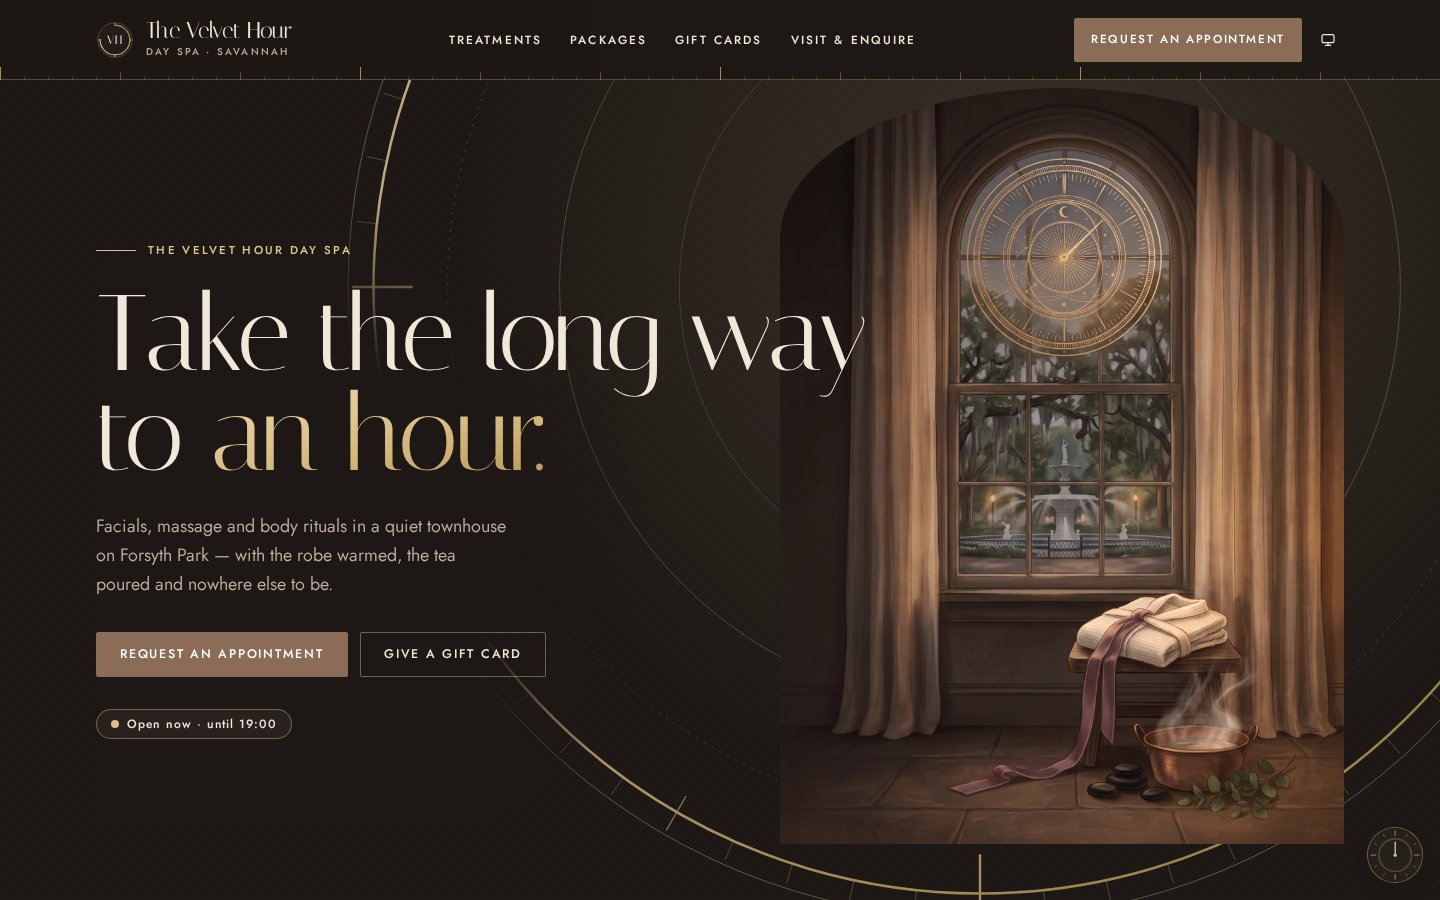 VII
The Velvet Hour
DAY SPA · SAVANNAH
TREATMENTS
PACKAGES
GIFT CARDS
VISIT & ENQUIRE
REQUEST AN APPOINTMENT
THE VELVET HOUR DAY SPA
Take the long way
to an hour.
Facials, massage and body rituals in a quiet townhouse
on Forsyth Park — with the robe warmed, the tea
poured and nowhere else to be.
REQUEST AN APPOINTMENT
GIVE A GIFT CARD
Open now · until 19:00